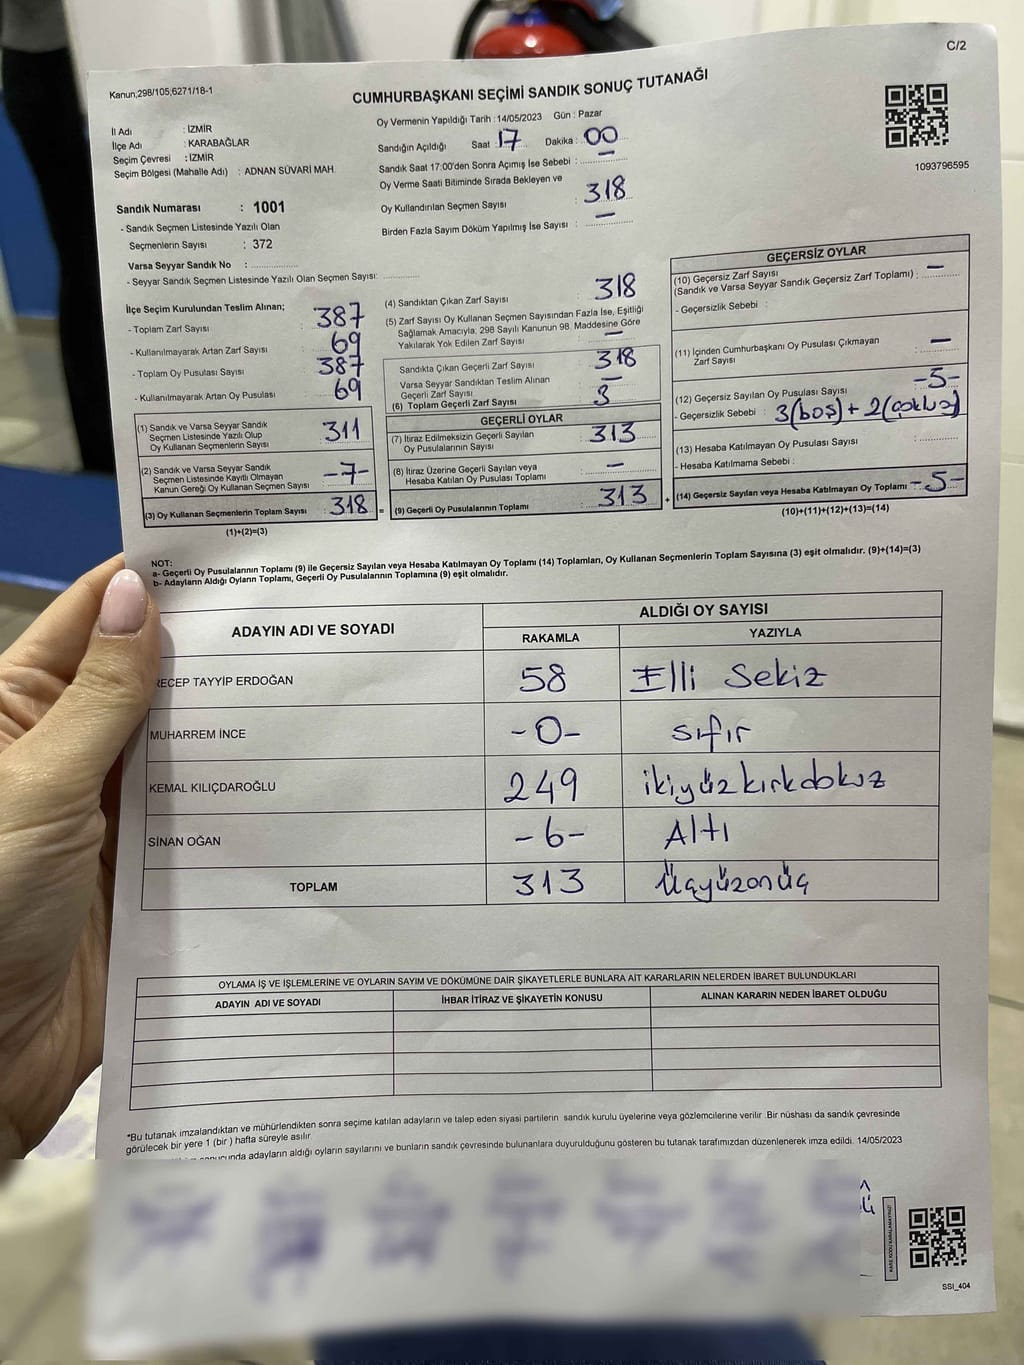 C/2
Kanun,298/105,6271/18-1
CUMHURBAŞKANI SEÇİMİ SANDIK SONUÇ TUTANAĞI
İl Adı : İZMİR
İlçe Adı : KARABAĞLAR
Seçim Çevresi : İZMİR
Seçim Bölgesi (Mahalle Adı) : ADNAN SÜVARİ MAH.
Oy Vermenin Yapıldığı Tarih : 14/05/2023 Gün : Pazar
Sandığın Açıldığı Saat : 17 Dakika : 00
Sandık Saat 17:00'den Sonra Açımış İse Sebebi : —
Oy Verme Saati Bitiminde Sırada Bekleyen ve
Oy Kullandırılan Seçmen Sayısı 318
Birden Fazla Sayım Döküm Yapılmış İse Sayısı : —
1093796595
Sandık Numarası : 1001
- Sandık Seçmen Listesinde Yazılı Olan
Seçmenlerin Sayısı : 372
Varsa Seyyar Sandık No :
- Seyyar Sandık Seçmen Listesinde Yazılı Olan Seçmen Sayısı:
İlçe Seçim Kurulundan Teslim Alınan;
- Toplam Zarf Sayısı : 387
- Kullanılmayarak Artan Zarf Sayısı : 69
- Toplam Oy Pusulası Sayısı : 387
- Kullanılmayarak Artan Oy Pusulası : 69
(1) Sandık ve Varsa Seyyar Sandık
Seçmen Listesinde Yazılı Olup
Oy Kullanan Seçmenlerin Sayısı : 311
(2) Sandık ve Varsa Seyyar Sandık
Seçmen Listesinde Kayıtlı Olmayan
Kanun Gereği Oy Kullanan Seçmen Sayısı : -7-
(3) Oy Kullanan Seçmenlerin Toplam Sayısı : 318 =
(1)+(2)=(3)
(4) Sandıktan Çıkan Zarf Sayısı 318
(5) Zarf Sayısı Oy Kullanan Seçmen Sayısından Fazla İse, Eşitliği
Sağlamak Amacıyla; 298 Sayılı Kanunun 98. Maddesine Göre
Yakılarak Yok Edilen Zarf Sayısı : —
Sandıkta Çıkan Geçerli Zarf Sayısı : 318
Varsa Seyyar Sandıktan Teslim Alınan
Geçerli Zarf Sayısı : —
(6) Toplam Geçerli Zarf Sayısı : 3
GEÇERLİ OYLAR
(7) İtiraz Edilmeksizin Geçerli Sayılan
Oy Pusulalarının Sayısı : 313
(8) İtiraz Üzerine Geçerli Sayılan veya
Hesaba Katılan Oy Pusulası Toplamı : —
(9) Geçerli Oy Pusulalarının Toplamı : 313 +
GEÇERSİZ OYLAR
(10) Geçersiz Zarf Sayısı
(Sandık ve Varsa Seyyar Sandık Geçersiz Zarf Toplamı) : —
- Geçersizlik Sebebi :
(11) İçinden Cumhurbaşkanı Oy Pusulası Çıkmayan
Zarf Sayısı : —
(12) Geçersiz Sayılan Oy Pusulası Sayısı : -5-
- Geçersizlik Sebebi : 3(boş) + 2(çoklu)
(13) Hesaba Katılmayan Oy Pusulası Sayısı :
- Hesaba Katılmama Sebebi :
(14) Geçersiz Sayılan veya Hesaba Katılmayan Oy Toplamı : -5-
(10)+(11)+(12)+(13)=(14)
NOT:
a- Geçerli Oy Pusulalarının Toplamı (9) ile Geçersiz Sayılan veya Hesaba Katılmayan Oy Toplamı (14) Toplamları, Oy Kullanan Seçmenlerin Toplam Sayısına (3) eşit olmalıdır. (9)+(14)=(3)
b- Adayların Aldığı Oyların Toplamı, Geçerli Oy Pusulalarının Toplamına (9) eşit olmalıdır.
ADAYIN ADI VE SOYADI ALDIĞI OY SAYISI
RAKAMLA YAZIYLA
RECEP TAYYİP ERDOĞAN 58 Elli Sekiz
MUHARREM İNCE -0- sıfır
KEMAL KILIÇDAROĞLU 249 ikiyüzkırkdokuz
SİNAN OĞAN -6- Altı
TOPLAM 313 Üçyüzonüç
OYLAMA İŞ VE İŞLEMLERİNE VE OYLARIN SAYIM VE DÖKÜMÜNE DAİR ŞİKAYETLERLE BUNLARA AİT KARARLARIN NELERDEN İBARET BULUNDUKLARI
ADAYIN ADI VE SOYADI İHBAR İTİRAZ VE ŞİKAYETİN KONUSU ALINAN KARARIN NEDEN İBARET OLDUĞU
*Bu tutanak imzalandıktan ve mühürlendikten sonra seçime katılan adayların ve talep eden siyasi partilerin sandık kurulu üyelerine veya gözlemcilerine verilir. Bir nüshası da sandık çevresinde
görülecek bir yere 1 (bir) hafta süreyle asılır.
adayların aldığı oyların sayılarını ve bunların sandık çevresinde bulunanlara duyurulduğunu gösteren bu tutanak tarafımızdan düzenlenerek imza edildi. 14/05/2023
KARE KODU KARALAMAYINIZ!
SSI_404